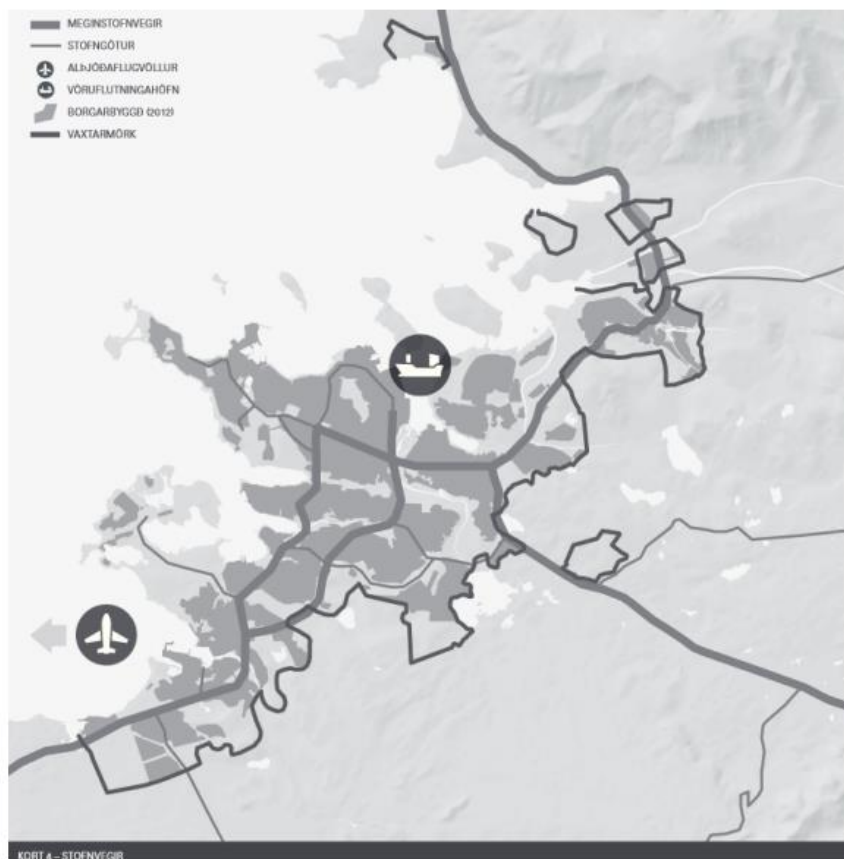 MEGINSTOFNVEGIR
STOFNGÖTUR
ALÞJÓÐAFLUGVÖLLUR
VÖRUFLUTNINGAHÖFN
BORGARBYGGÐ (2012)
VAXTARMÖRK
KORT 4 – STOFNVEGIR